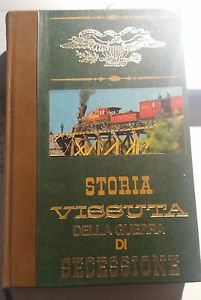 STORIA
VISSUTA
DELLA GUERRA
DI
SECESSIONE